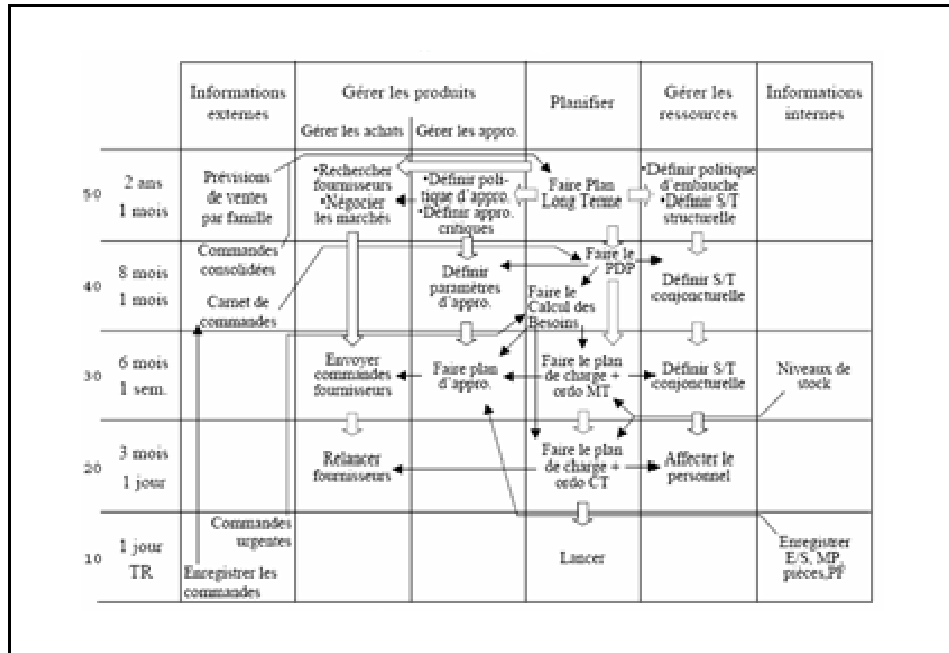 Informations
externes
Gérer les produits
Gérer les achats
Gérer les appro.
Planifier
Gérer les
ressources
Informations
internes
50
2 ans
1 mois
Prévisions
de ventes
par famille
•Rechercher
fournisseurs
•Négocier
les marchés
•Définir poli-
tique d'appro.
•Définir appro.
critiques
Faire Plan
Long Terme
•Définir politique
d'embauche
•Définir S/T
structurelle
40
8 mois
1 mois
Commandes
consolidées
Carnet de
commandes
Définir
paramètres
d'appro.
Faire le
PDP
Faire le
Calcul des
Besoins
Définir S/T
conjoncturelle
30
6 mois
1 sem.
Envoyer
commandes
fournisseurs
Faire plan
d'appro.
Faire le plan
de charge +
ordo MT
Définir S/T
conjoncturelle
Niveaux de
stock
20
3 mois
1 jour
Relancer
fournisseurs
Faire le plan
de charge +
ordo CT
Affecter le
personnel
10
1 jour
TR
Commandes
urgentes
Enregistrer les
commandes
Lancer
Enregistrer
E/S, MP,
pièces,PF